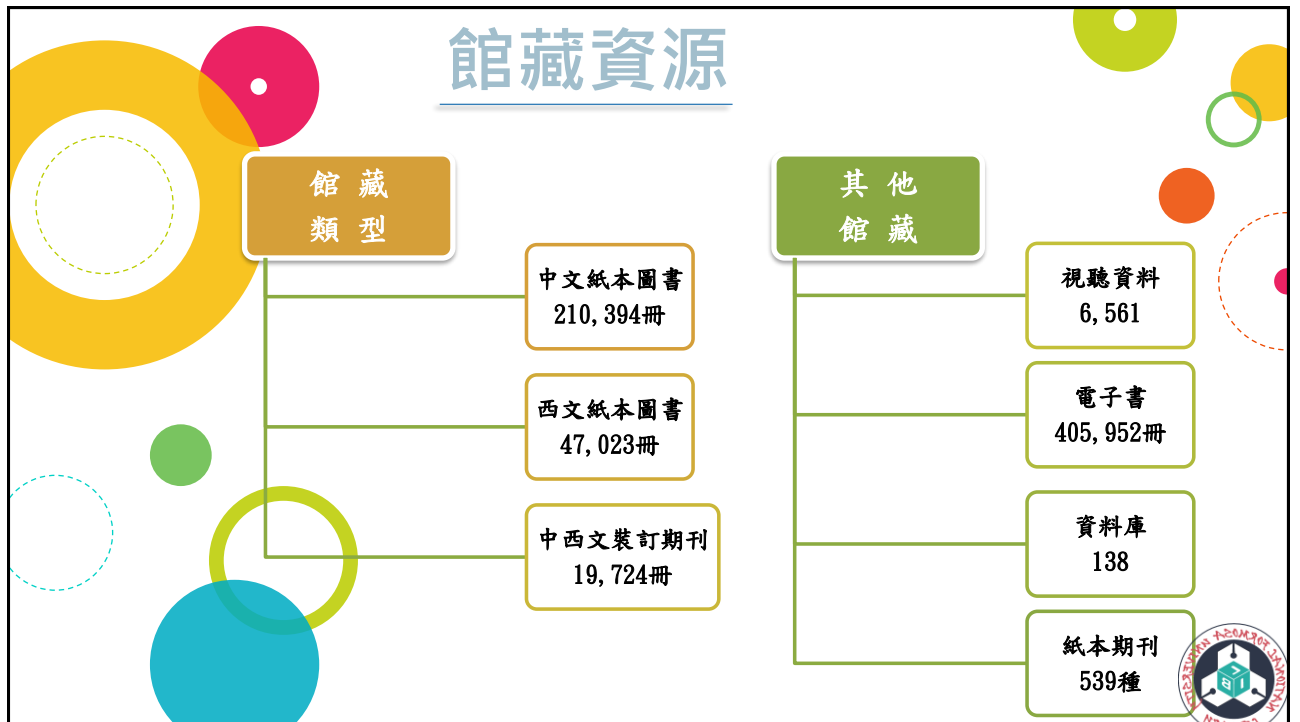 館藏資源
館 藏
類 型
中文紙本圖書
210,394冊
西文紙本圖書
47,023冊
中西文裝訂期刊
19,724冊
其 他
館 藏
視聽資料
6,561
電子書
405,952冊
資料庫
138
紙本期刊
539種